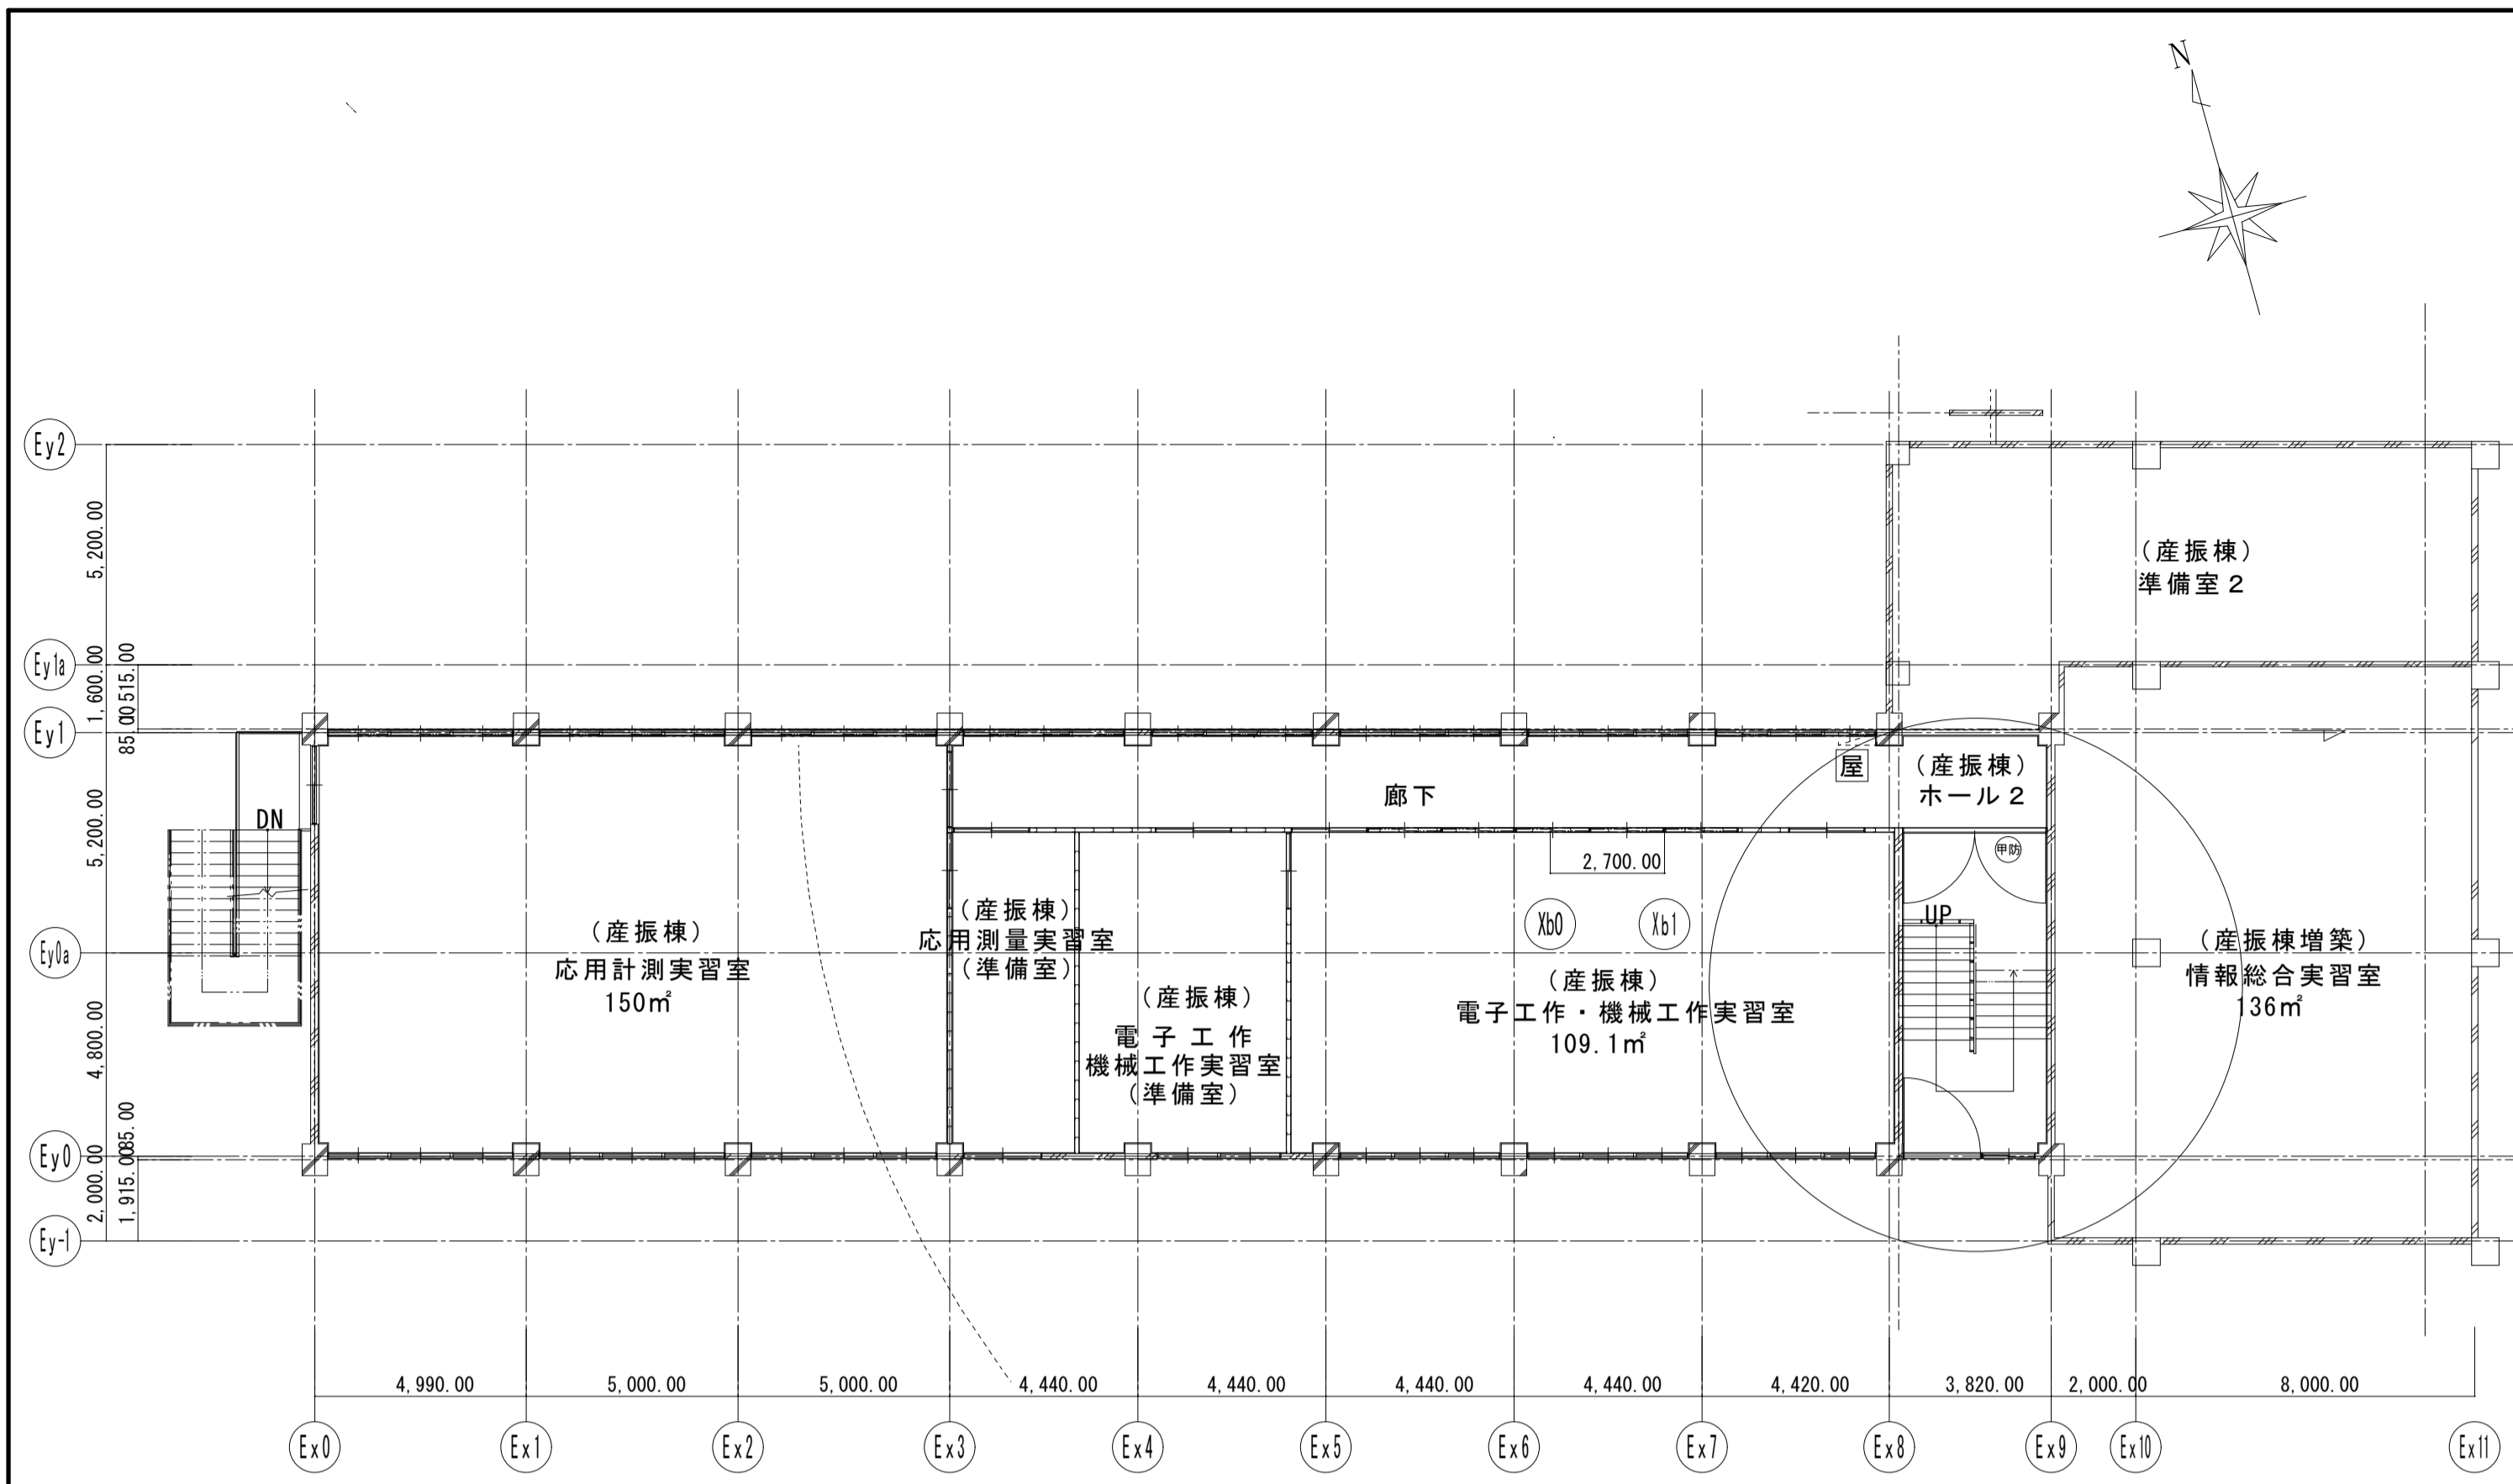 N
Ey2
5,200.00
（産振棟）
準備室２
Ey1a
1,600.00
1,515.00
Ey1
85.00
屋
（産振棟）
ホール２
廊下
DN
5,200.00
2,700.00
甲防
Xb0
Xb1
UP
（産振棟）
応用測量実習室
（準備室）
（産振棟）
応用計測実習室
150㎡
Ey0a
（産振棟増築）
情報総合実習室
136㎡
（産振棟）
電子工作・機械工作実習室
109.1㎡
（産振棟）
電子工作
機械工作実習室
（準備室）
4,800.00
85.00
Ey0
2,000.00
1,915.00
Ey-1
4,990.00
5,000.00
5,000.00
4,440.00
4,440.00
4,440.00
4,440.00
4,420.00
3,820.00
2,000.00
8,000.00
Ex0
Ex1
Ex2
Ex3
Ex4
Ex5
Ex6
Ex7
Ex8
Ex9
Ex10
Ex11